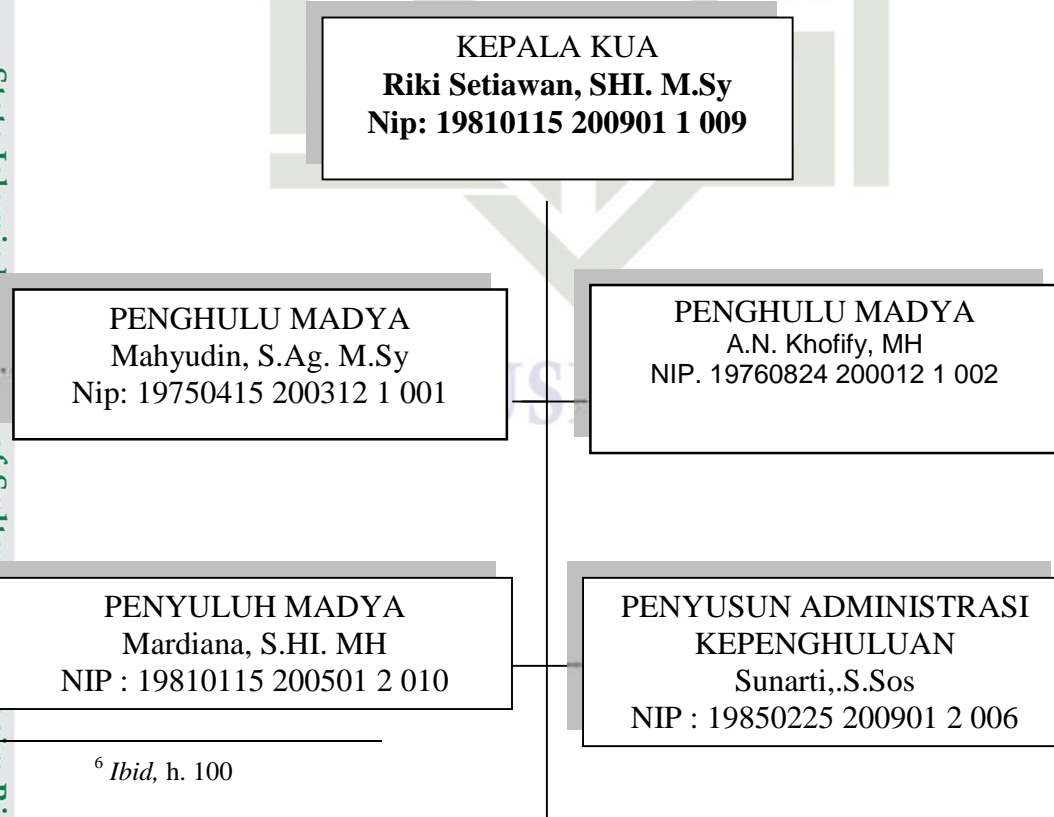 KEPALA KUA
Riki Setiawan, SHI. M.Sy
Nip: 19810115 200901 1 009
PENGHULU MADYA
Mahyudin, S.Ag. M.Sy
Nip: 19750415 200312 1 001
PENGHULU MADYA
A.N. Khofify, MH
NIP. 19760824 200012 1 002
PENYULUH MADYA
Mardiana, S.HI. MH
NIP : 19810115 200501 2 010
PENYUSUN ADMINISTRASI
KEPENGHULUAN
Sunarti,.S.Sos
NIP : 19850225 200901 2 006
6 Ibid, h. 100